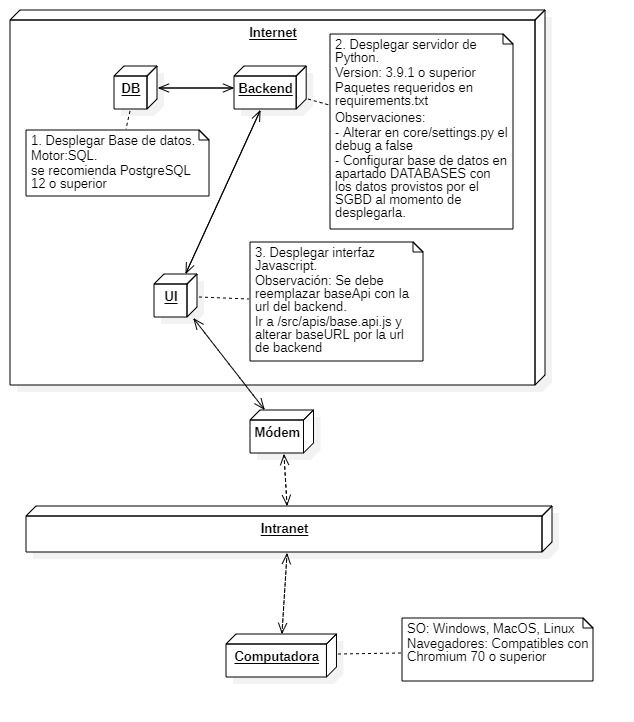 Internet
DB
Backend
2. Desplegar servidor de
Python.
Version: 3.9.1 o superior
Paquetes requeridos en
requirements.txt
Observaciones:
- Alterar en core/settings.py el
debug a false
- Configurar base de datos en
apartado DATABASES con
los datos provistos por el
SGBD al momento de
desplegarla.
1. Desplegar Base de datos.
Motor:SQL.
se recomienda PostgreSQL
12 o superior
UI
3. Desplegar interfaz
Javascript.
Observación: Se debe
reemplazar baseApi con la
url del backend.
Ir a /src/apis/base.api.js y
alterar baseURL por la url
de backend
Módem
Intranet
Computadora
SO: Windows, MacOS, Linux
Navegadores: Compatibles con
Chromium 70 o superior